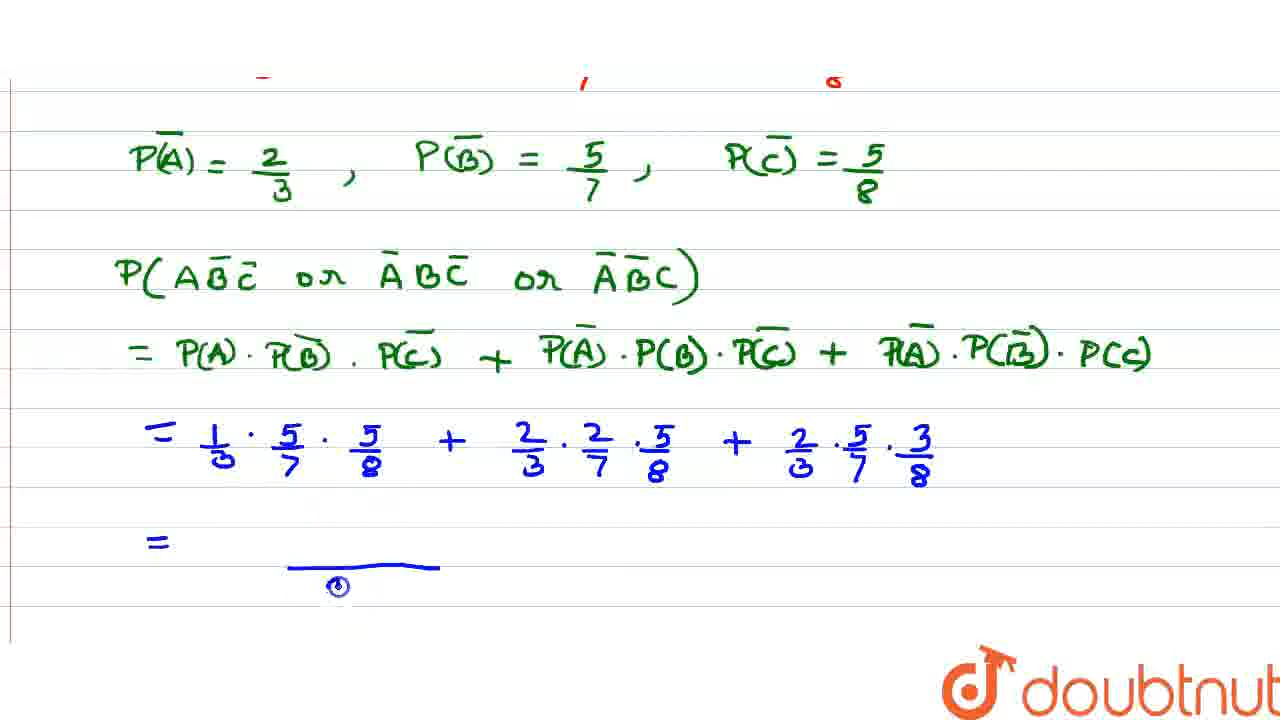 P(A̅) = 2/3 , P(B̅) = 5/7 , P(C̅) = 5/8
P(A B̅ C̅ or A̅ B C̅ or A̅ B̅ C)
= P(A) · P(B̅) · P(C̅) + P(A̅) · P(B) · P(C̅) + P(A̅) · P(B̅) · P(C)
= 1/3 · 5/7 · 5/8 + 2/3 · 2/7 · 5/8 + 2/3 · 5/7 · 3/8
=
doubtnut